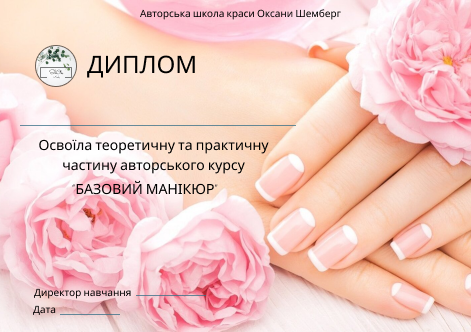 Авторська школа краси Оксани Шемберг
ДИПЛОМ
Освоїла теоретичну та практичну
частину авторського курсу
"БАЗОВИЙ МАНІКЮР"
Директор навчання
Дата